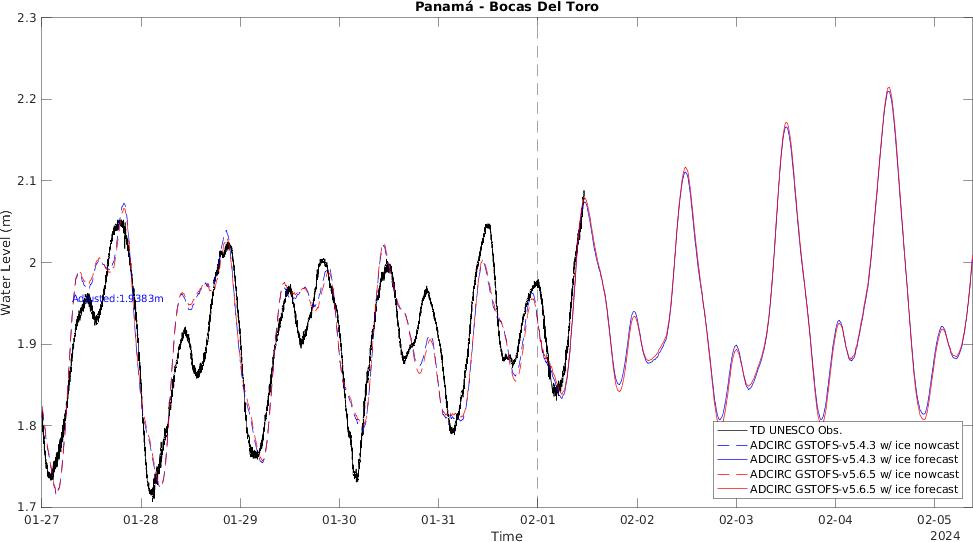 Panamá - Bocas Del Toro
2.3
2.2
2.1
2
1.9
1.8
1.7
Water Level (m)
Adjusted:1.9383m
TD UNESCO Obs.
ADCIRC GSTOFS-v5.4.3 w/ ice nowcast
ADCIRC GSTOFS-v5.4.3 w/ ice forecast
ADCIRC GSTOFS-v5.6.5 w/ ice nowcast
ADCIRC GSTOFS-v5.6.5 w/ ice forecast
01-27 01-28 01-29 01-30 01-31 02-01 02-02 02-03 02-04 02-05
Time
2024